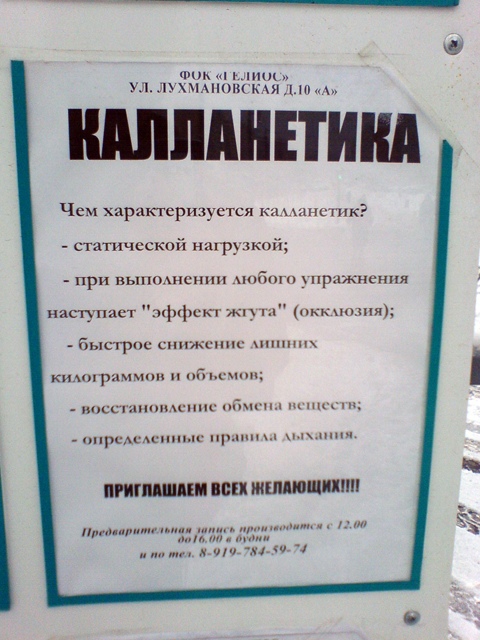 ФОК «ГЕЛИОС»
УЛ. ЛУХМАНОВСКАЯ Д.10 «А»
КАЛЛАНЕТИКА
Чем характеризуется калланетик?
- статической нагрузкой;
- при выполнении любого упражнения
наступает "эффект жгута" (окклюзия);
- быстрое снижение лишних
килограммов и объемов;
- восстановление обмена веществ;
- определенные правила дыхания.
ПРИГЛАШАЕМ ВСЕХ ЖЕЛАЮЩИХ!!!!
Предварительная запись производится с 12.00
до16.00 в будни
и по тел. 8-919-784-59-74